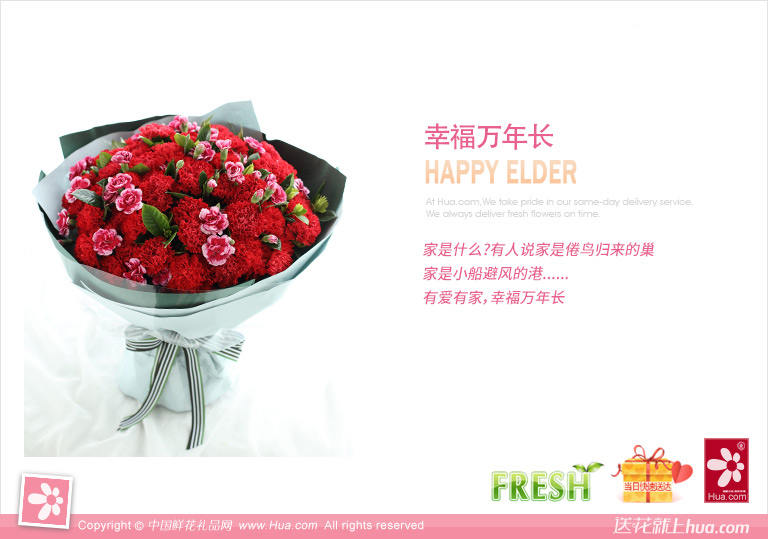 幸福万年长
HAPPY ELDER
At Hua.com,We take pride in our same-day delivery service.
We always deliver fresh flowers on time.
家是什么?有人说家是倦鸟归来的巢
家是小船避风的港......
有爱有家,幸福万年长
FRESH
当日快速送达
Hua.com
Copyright © 中国鲜花礼品网 www.Hua.com All rights reserved
送花就上hua.com